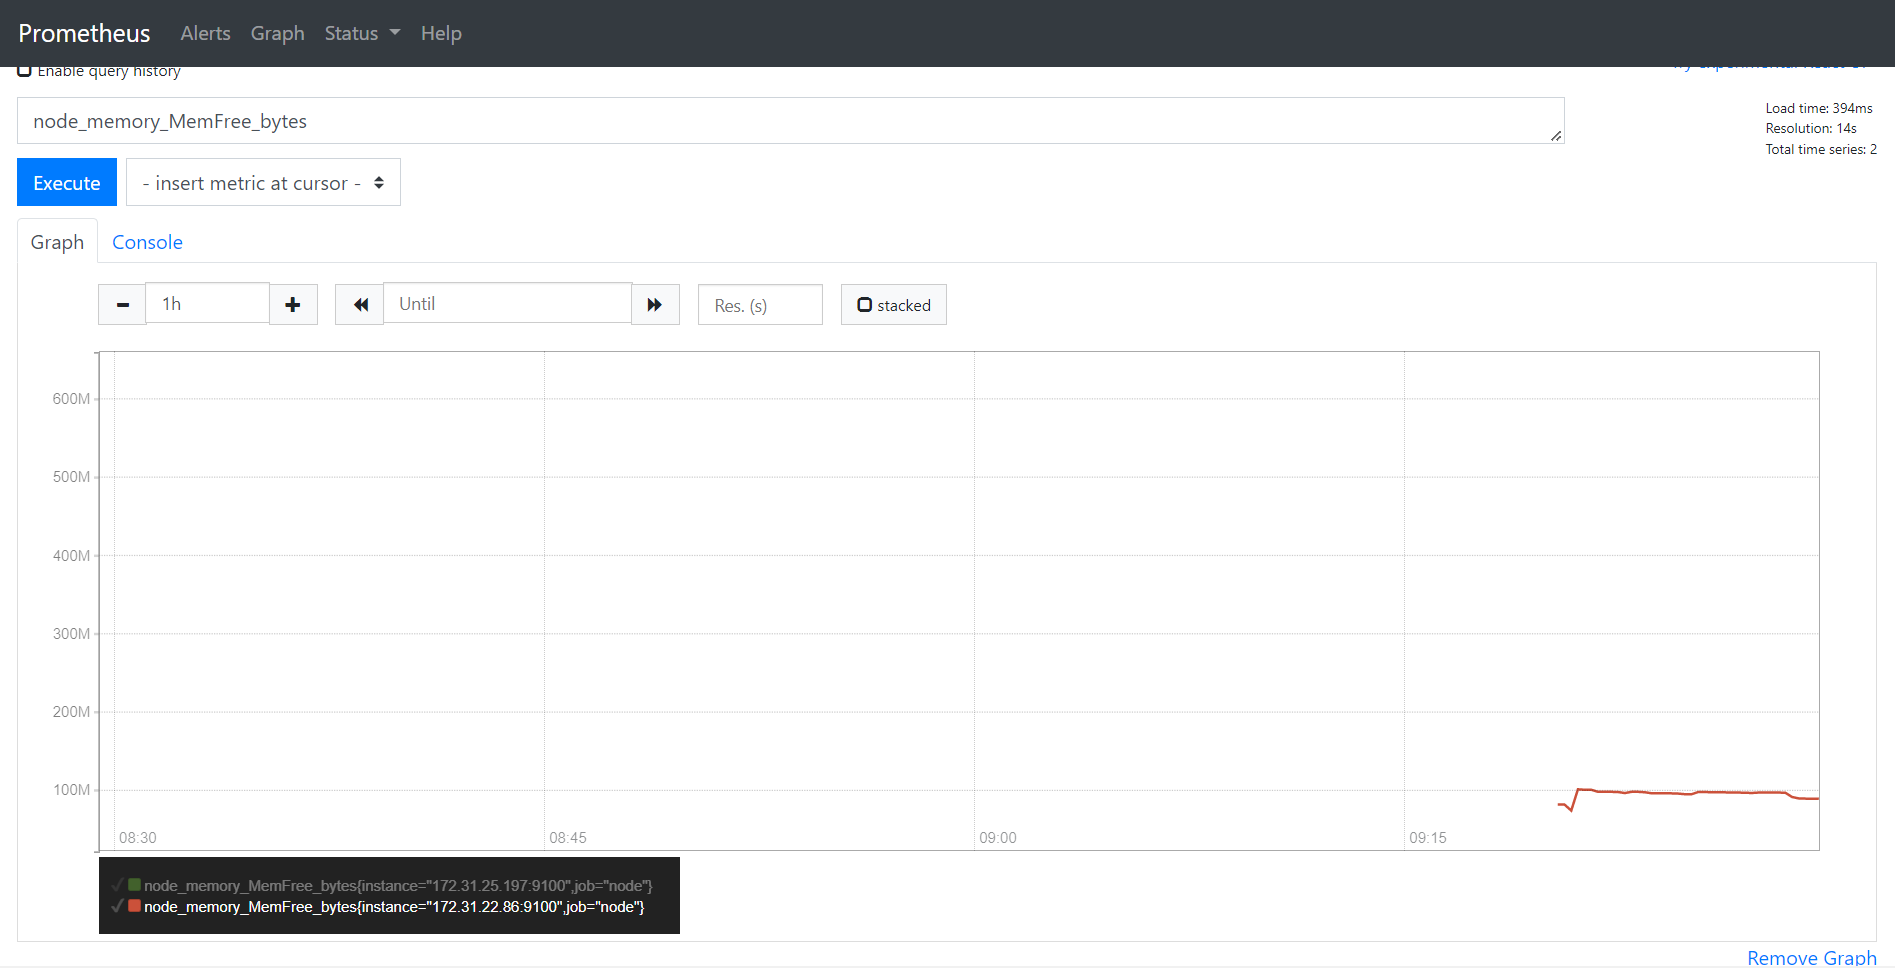 Prometheus Alerts Graph Status Help
Enable query history
node_memory_MemFree_bytes
Load time: 394ms
Resolution: 14s
Total time series: 2
Execute - insert metric at cursor -
Graph Console
1h Until Res. (s) stacked
600M
500M
400M
300M
200M
100M
08:30 08:45 09:00 09:15
node_memory_MemFree_bytes{instance="172.31.25.197:9100",job="node"}
node_memory_MemFree_bytes{instance="172.31.22.86:9100",job="node"}
Remove Graph